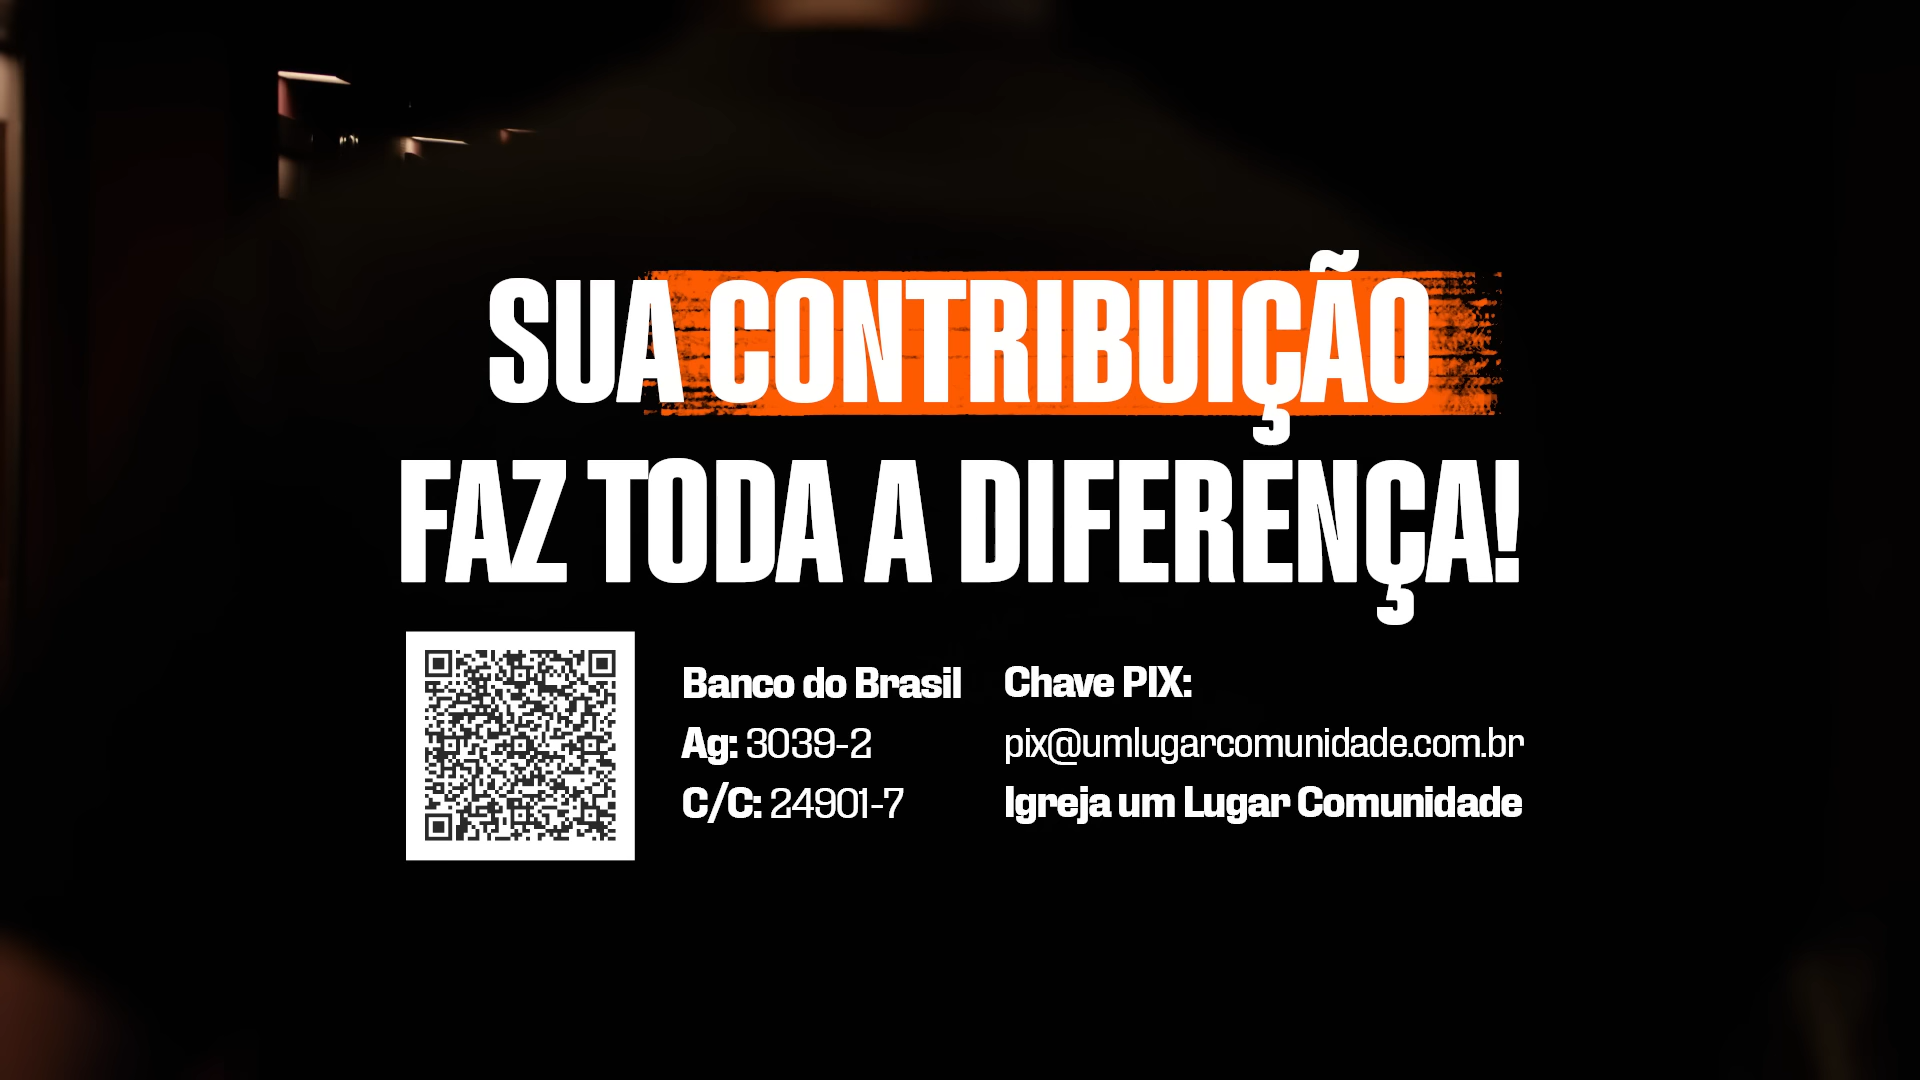 SUA CONTRIBUIÇÃO
FAZ TODA A DIFERENÇA!
Banco do Brasil
Ag: 3039-2
C/C: 24901-7
Chave PIX:
pix@umlugarcomunidade.com.br
Igreja um Lugar Comunidade